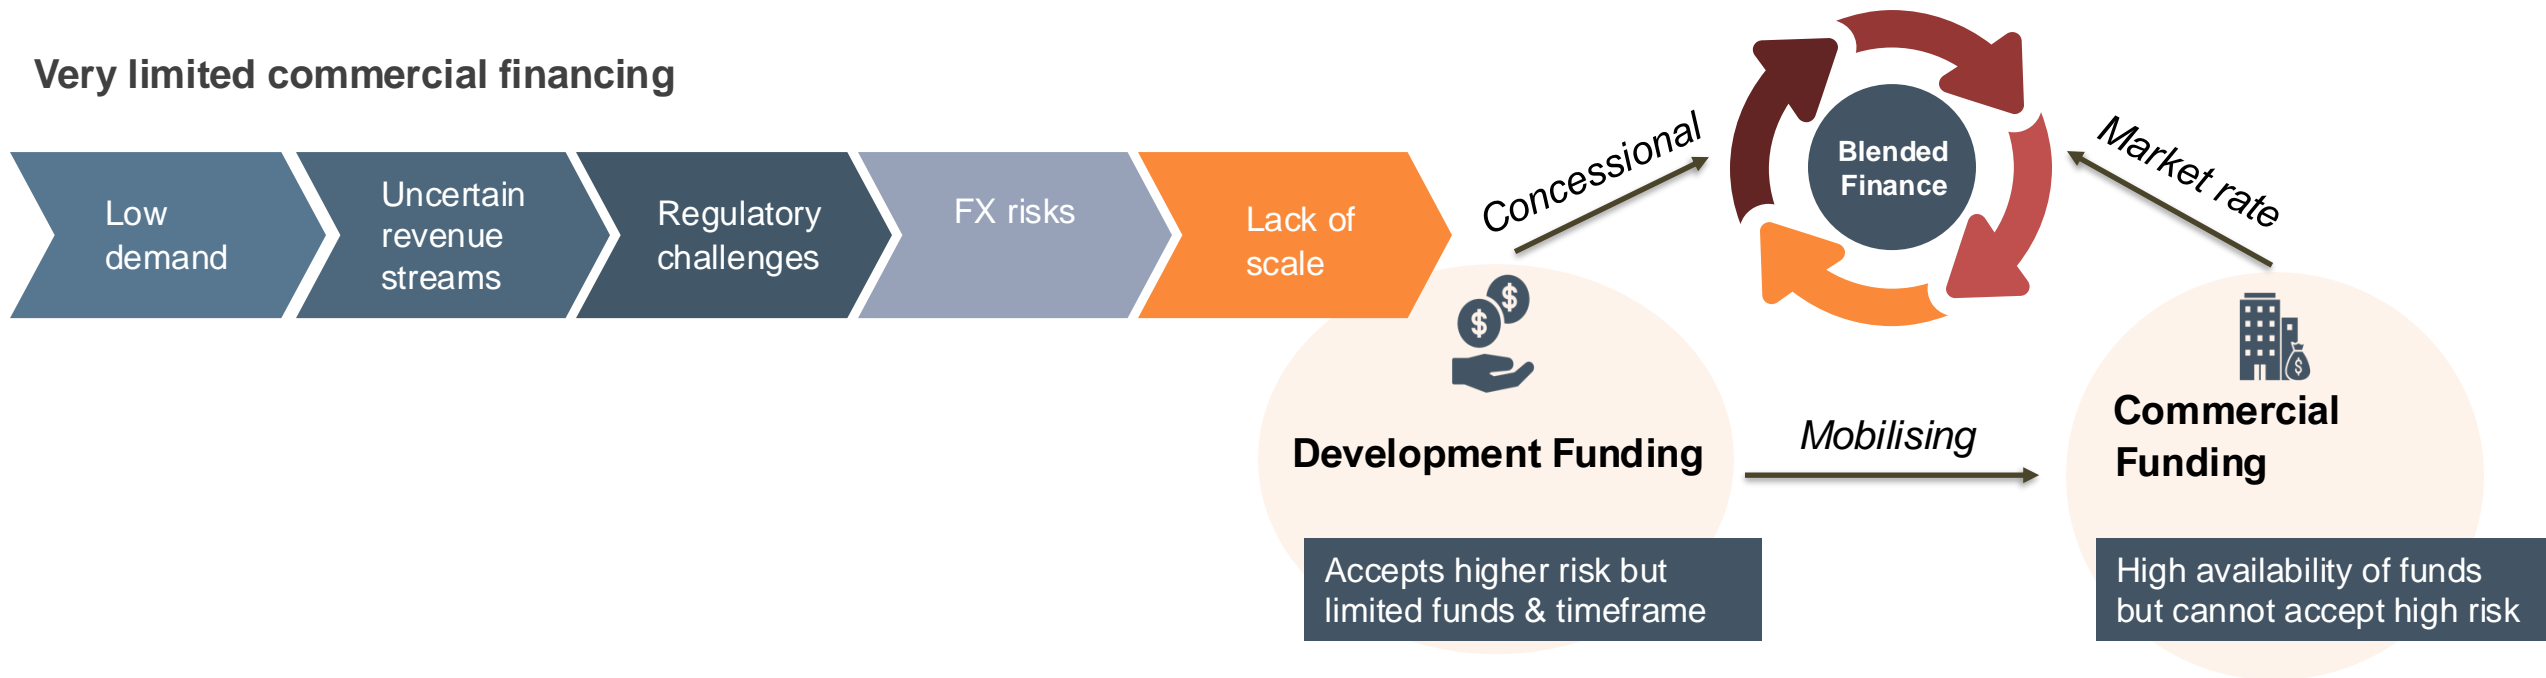 Very limited commercial financing
Low
demand
Uncertain
revenue
streams
Regulatory
challenges
FX risks
Lack of
scale
Concessional
Blended
Finance
Market rate
$
$
Development Funding
Mobilising
$
Commercial
Funding
Accepts higher risk but
limited funds & timeframe
High availability of funds
but cannot accept high risk